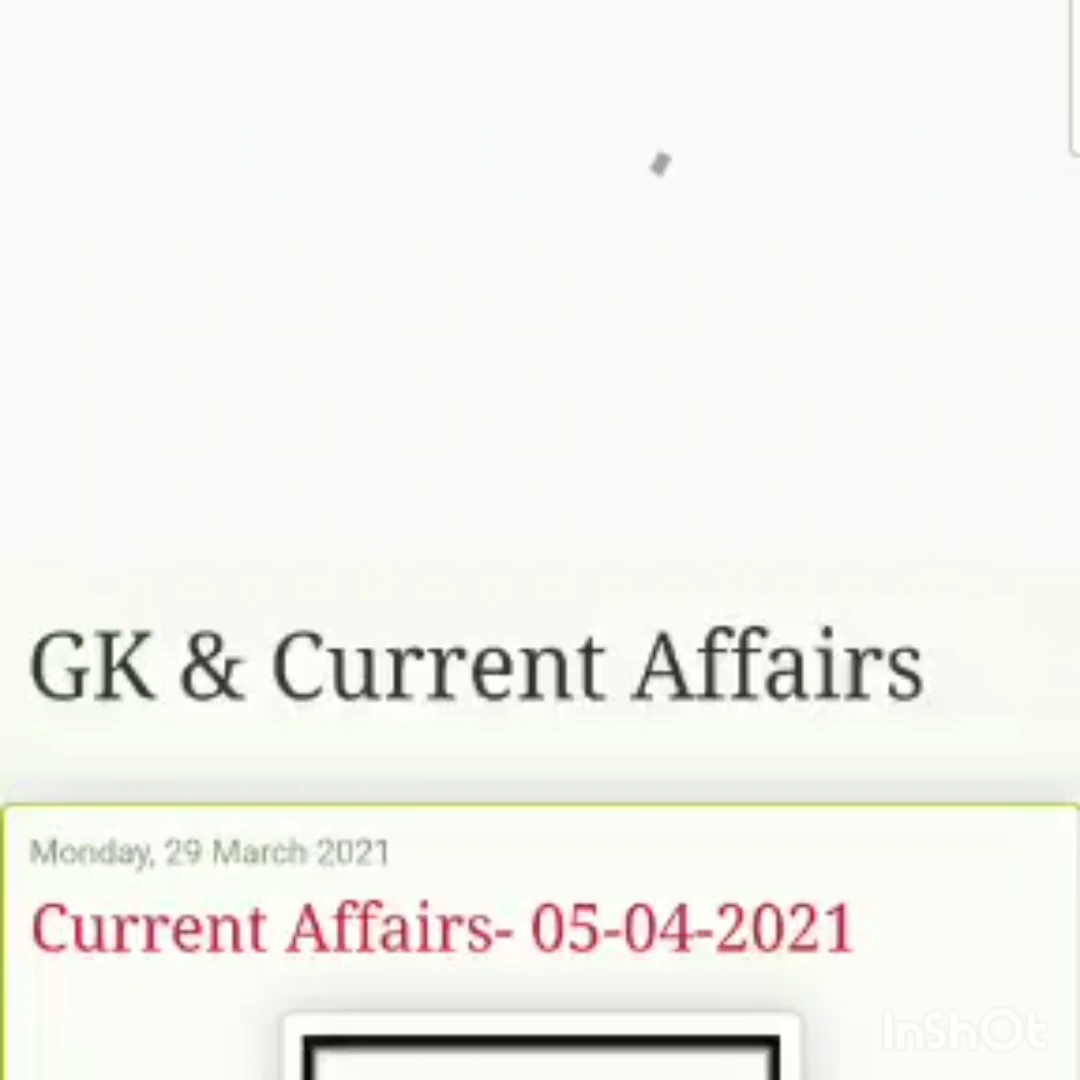 GK & Current Affairs
Monday, 29 March 2021
Current Affairs- 05-04-2021
InShOt